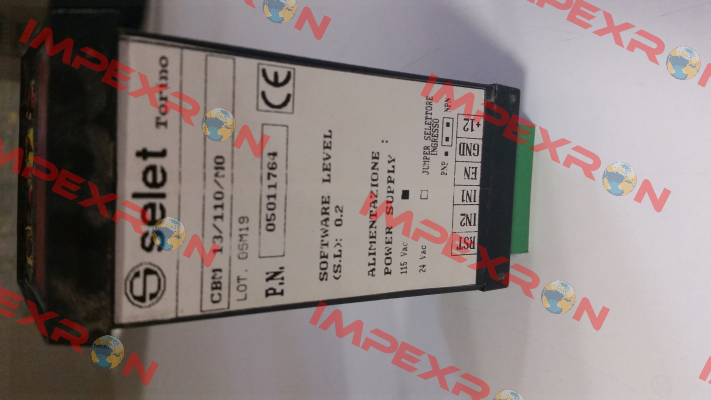 selet Torino
CBM 13/110/M0
LOT. 05M19
P.N. 05011764
CE
SOFTWARE LEVEL
(S.L): 0.2
ALIMENTAZIONE
POWER SUPPLY :
115 Vac ■
24 Vac □
JUMPER SELETTORE
INGRESSO
PNP NPN
RST IN2 IN1 EN GND +12
IMPEXRON
IMPEXRON
IMPEXRON
IMPEXRON
IMPEXRON
IMPEXRON
IMPEXRON
IMPEXRON